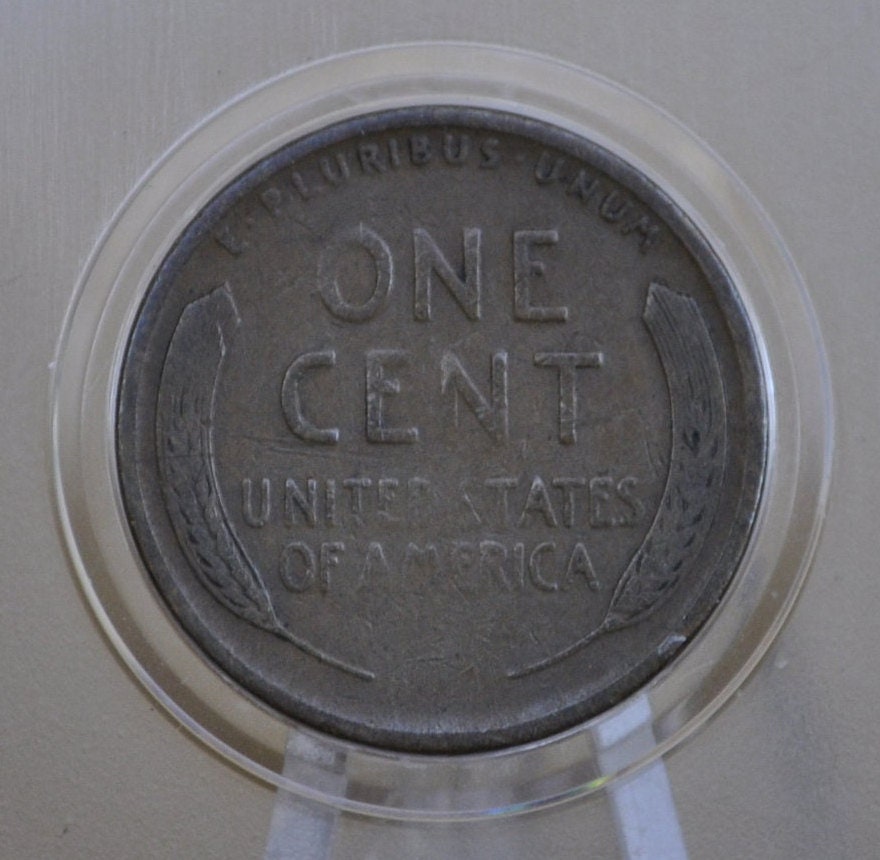 E · PLURIBUS · UNUM
ONE
CENT
UNITED STATES
OF AMERICA